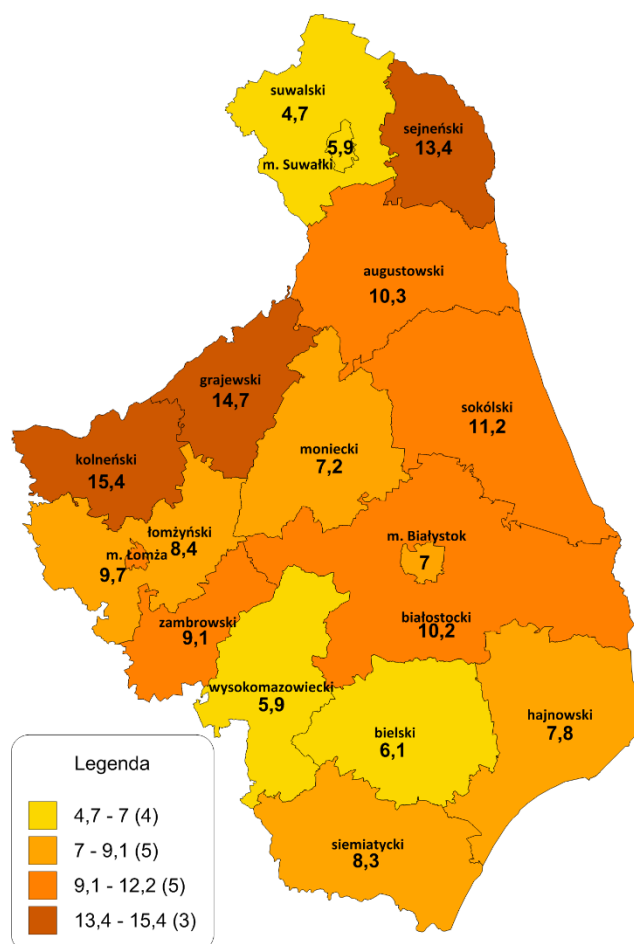 suwalski
4,7
5,9
m. Suwałki
sejneński
13,4
augustowski
10,3
grajewski
14,7
sokólski
11,2
moniecki
7,2
kolneński
15,4
łomżyński
8,4
m. Łomża
9,7
m. Białystok
7
zambrowski
9,1
białostocki
10,2
wysokomazowiecki
5,9
bielski
6,1
hajnowski
7,8
siemiatycki
8,3
Legenda
4,7 - 7 (4)
7 - 9,1 (5)
9,1 - 12,2 (5)
13,4 - 15,4 (3)